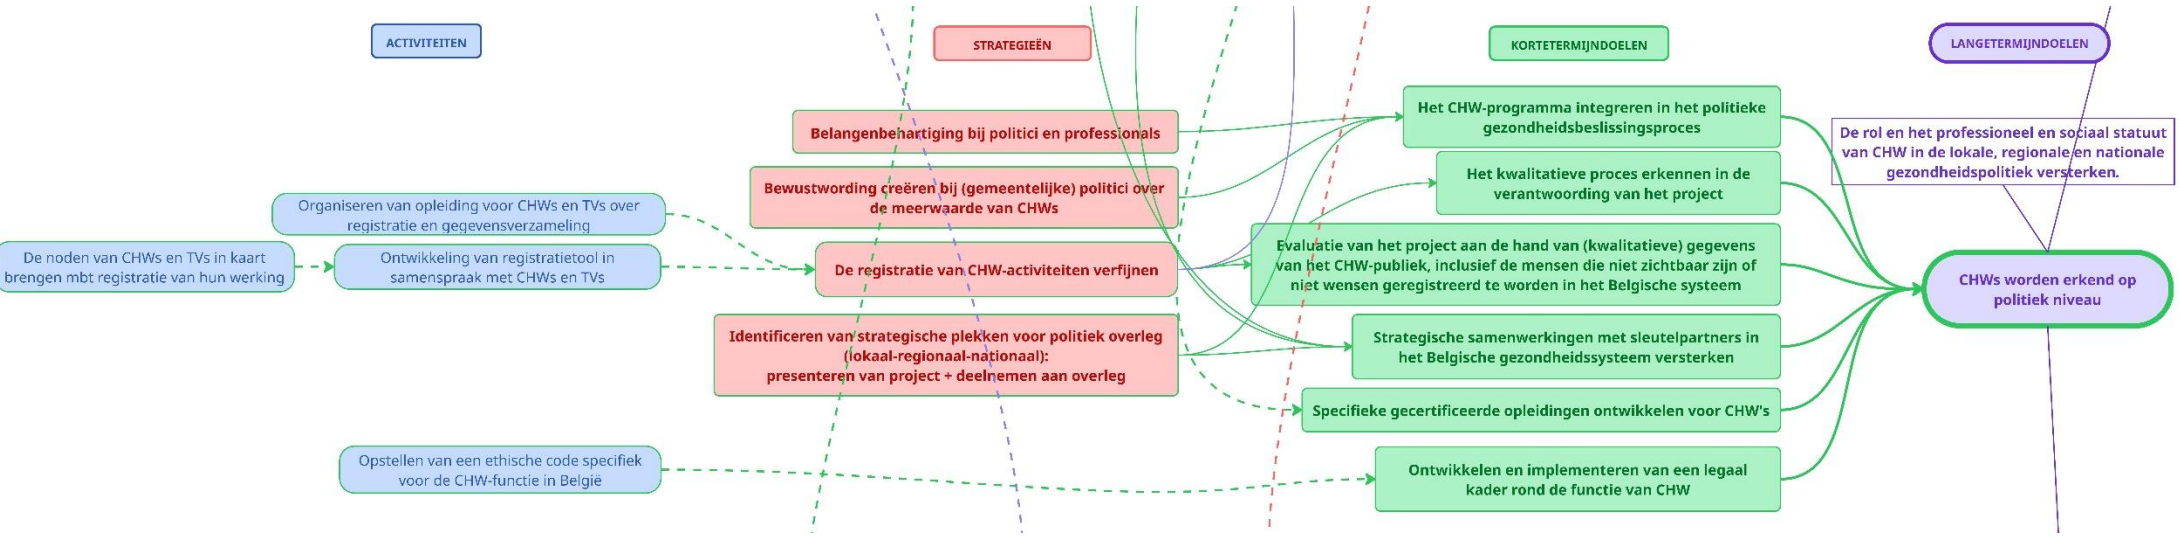 ACTIVITEITEN
STRATEGIEËN
KORTETERMIJNDOELEN
LANGETERMIJNDOELEN
Organiseren van opleiding voor CHWs en TVs over
registratie en gegevensverzameling
De noden van CHWs en TVs in kaart
brengen mbt registratie van hun werking
Ontwikkeling van registratietool in
samenspraak met CHWs en TVs
Opstellen van een ethische code specifiek
voor de CHW-functie in België
Belangenbehartiging bij politici en professionals
Bewustwording creëren bij (gemeentelijke) politici over
de meerwaarde van CHWs
De registratie van CHW-activiteiten verfijnen
Identificeren van strategische plekken voor politiek overleg
(lokaal-regionaal-nationaal):
presenteren van project + deelnemen aan overleg
Het CHW-programma integreren in het politieke
gezondheidsbeslissingsproces
Het kwalitatieve proces erkennen in de
verantwoording van het project
Evaluatie van het project aan de hand van (kwalitatieve) gegevens
van het CHW-publiek, inclusief de mensen die niet zichtbaar zijn of
niet wensen geregistreerd te worden in het Belgische systeem
Strategische samenwerkingen met sleutelpartners in
het Belgische gezondheidssysteem versterken
Specifieke gecertificeerde opleidingen ontwikkelen voor CHW's
Ontwikkelen en implementeren van een legaal
kader rond de functie van CHW
De rol en het professioneel en sociaal statuut
van CHW in de lokale, regionale en nationale
gezondheidspolitiek versterken.
CHWs worden erkend op
politiek niveau